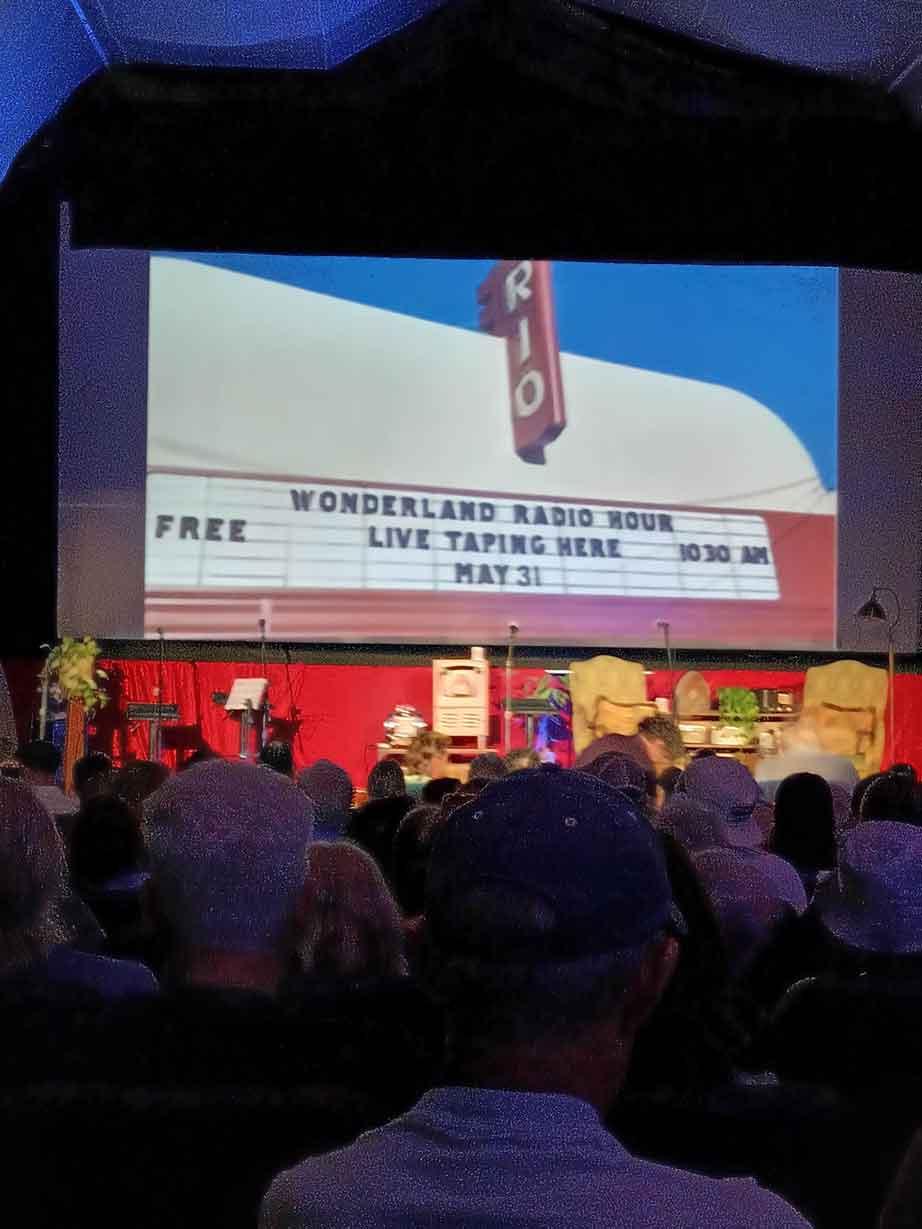 RIO
WONDERLAND RADIO HOUR
FREE LIVE TAPING HERE 1030 AM
MAY 31